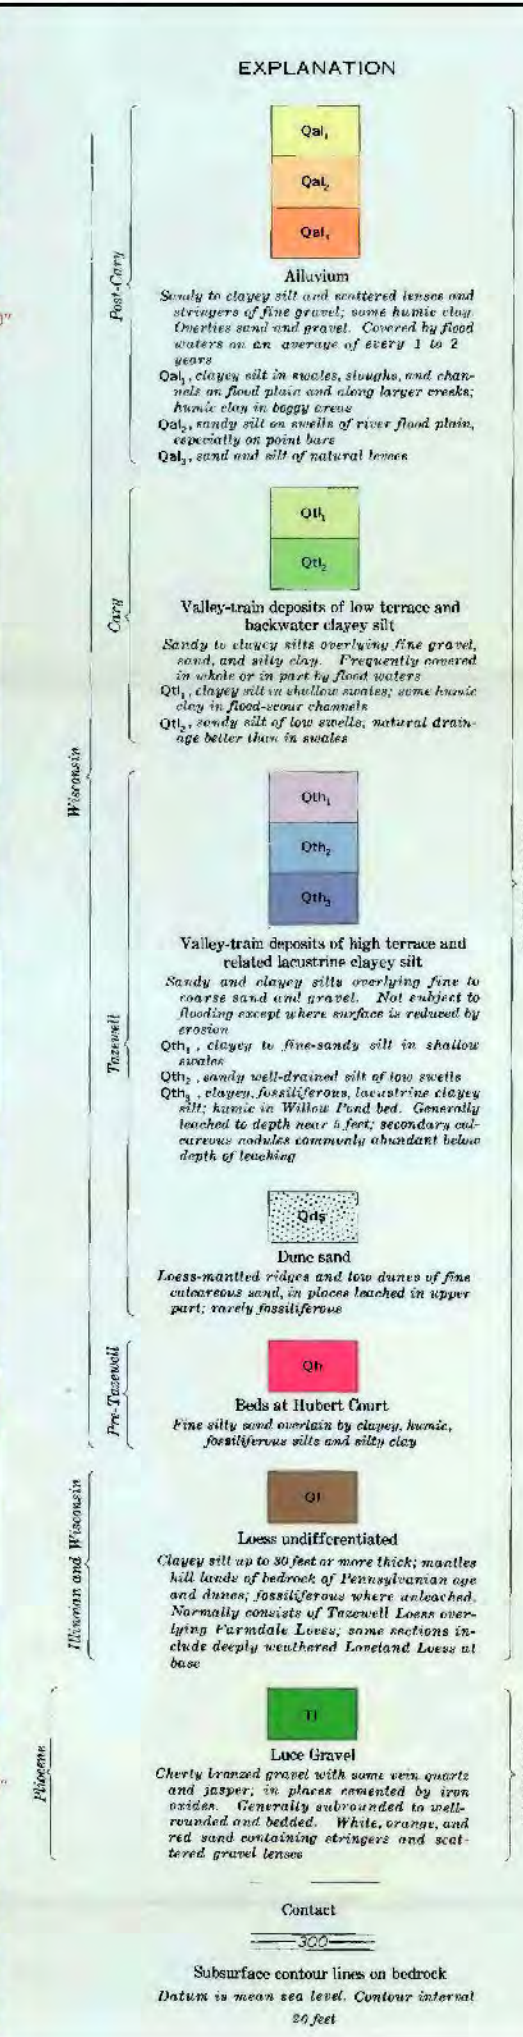 EXPLANATION
Qal₁
Qal₂
Qal₃
Alluvium
Sandy to clayey silt and scattered lenses and
stringers of fine gravel; some humic clay.
Overlies sand and gravel. Covered by flood
waters on an average of every 1 to 2
years
Qal₁, clayey silt in swales, sloughs, and chan-
nels on flood plain and along larger creeks;
humic clay in boggy areas
Qal₂, sandy silt on swells of river flood plain,
especially on point bars
Qal₃, sand and silt of natural levees
Post-Cary
Qtl₁
Qtl₂
Valley-train deposits of low terrace and
backwater clayey silt
Sandy to clayey silts overlying fine gravel,
sand, and silty clay. Frequently covered
in whole or in part by flood waters
Qtl₁, clayey silt in shallow swales; some humic
clay in flood-scour channels
Qtl₂, sandy silt of low swells; natural drain-
age better than in swales
Cary
Wisconsin
Qth₁
Qth₂
Qth₃
Valley-train deposits of high terrace and
related lacustrine clayey silt
Sandy and clayey silts overlying fine to
coarse sand and gravel. Not subject to
flooding except where surface is reduced by
erosion
Qth₁, clayey to fine-sandy silt in shallow
swales
Qth₂, sandy well-drained silt of low swells
Qth₃, clayey, fossiliferous, lacustrine clayey
silt; humic in Willow Pond bed. Generally
leached to depth near 5 feet; secondary cal-
careous nodules commonly abundant below
depth of leaching
Tazewell
Qds
Dune sand
Loess-mantled ridges and low dunes of fine
calcareous sand, in places leached in upper
part; rarely fossiliferous
Qh
Beds at Hubert Court
Fine silty sand overlain by clayey, humic,
fossiliferous silts and silty clay
Pre-Tazewell
Ql
Loess undifferentiated
Clayey silt up to 30 feet or more thick; mantles
hill lands of bedrock of Pennsylvanian age
and dunes; fossiliferous where unleached.
Normally consists of Tazewell Loess over-
lying Farmdale Loess; some sections in-
clude deeply weathered Loveland Loess at
base
Illinoian and Wisconsin
Tl
Luce Gravel
Cherty bronzed gravel with some vein quartz
and jasper; in places cemented by iron
oxides. Generally subrounded to well-
rounded and bedded. White, orange, and
red sand containing stringers and scat-
tered gravel lenses
Pliocene
Contact
300
Subsurface contour lines on bedrock
Datum is mean sea level. Contour interval
20 feet